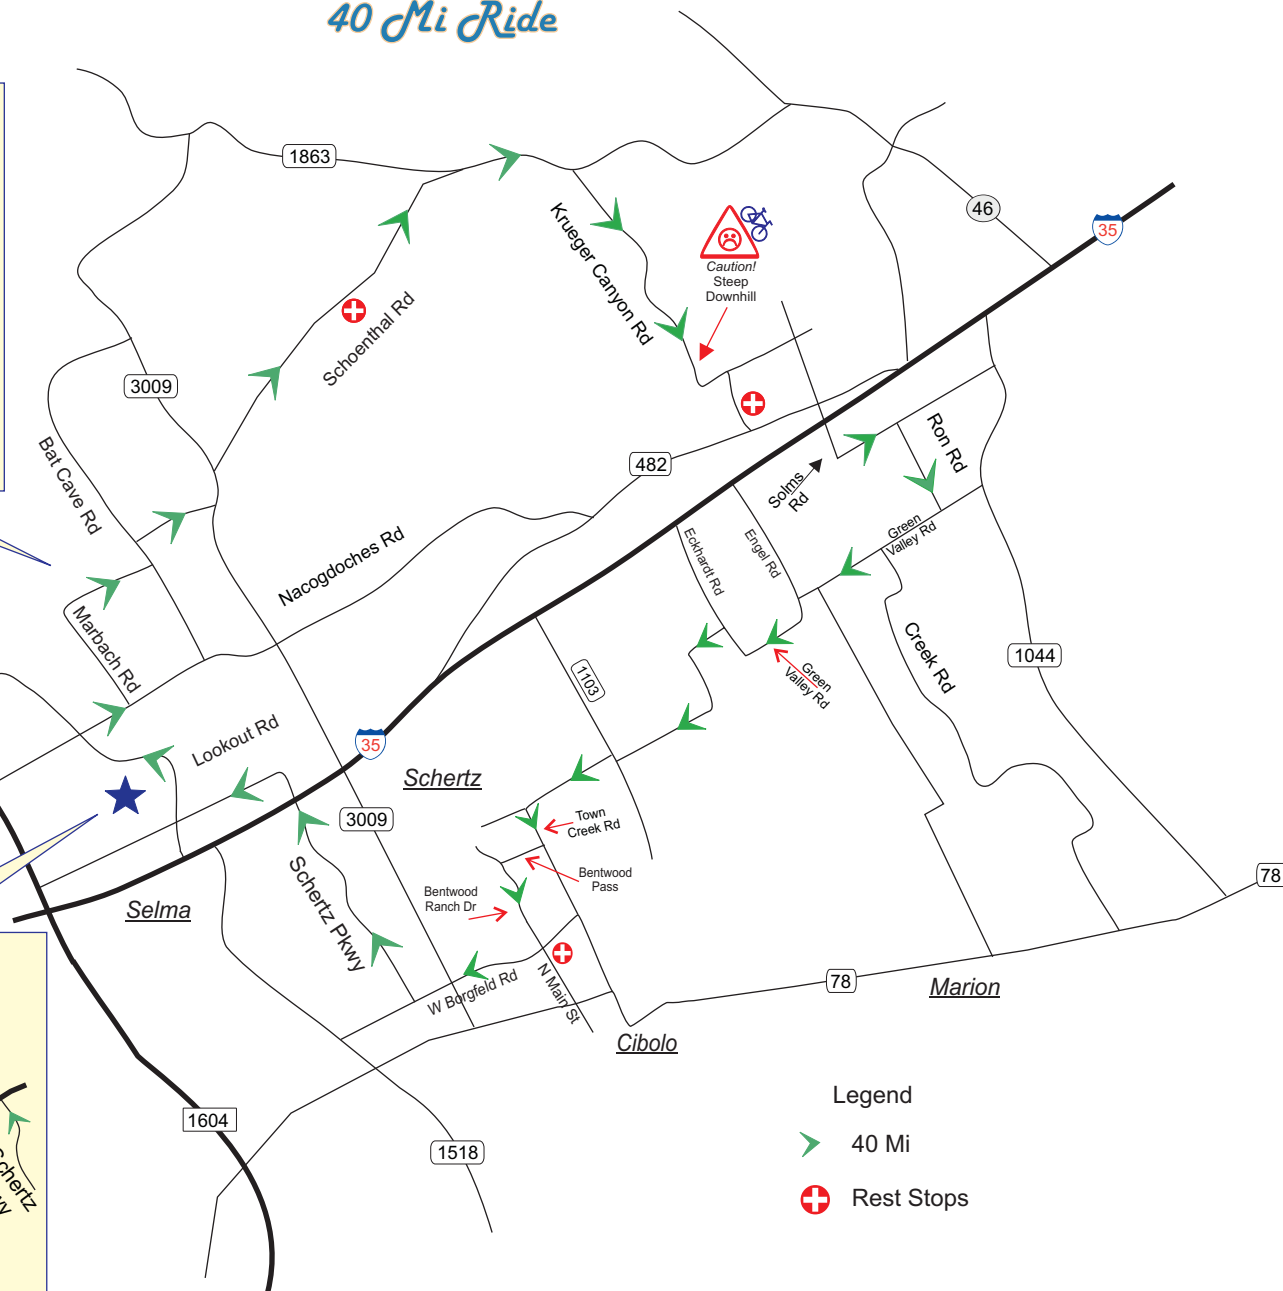 40 Mi Ride
1863
46
35
Krueger Canyon Rd
Caution!
Steep
Downhill
Schoenthal Rd
3009
Bat Cave Rd
Ron Rd
482
Solms
Rd
Green
Valley Rd
Nacogdoches Rd
Eckhardt Rd
Engel Rd
Marbach Rd
Creek Rd
1044
1103
Green
Valley Rd
Lookout Rd
35
Schertz
3009
Town
Creek Rd
Bentwood
Pass
Bentwood
Ranch Dr
78
Selma
Schertz Pkwy
W Borgfeld Rd
N Main St
78
Marion
Cibolo
Legend
40 Mi
1604
1518
Rest Stops